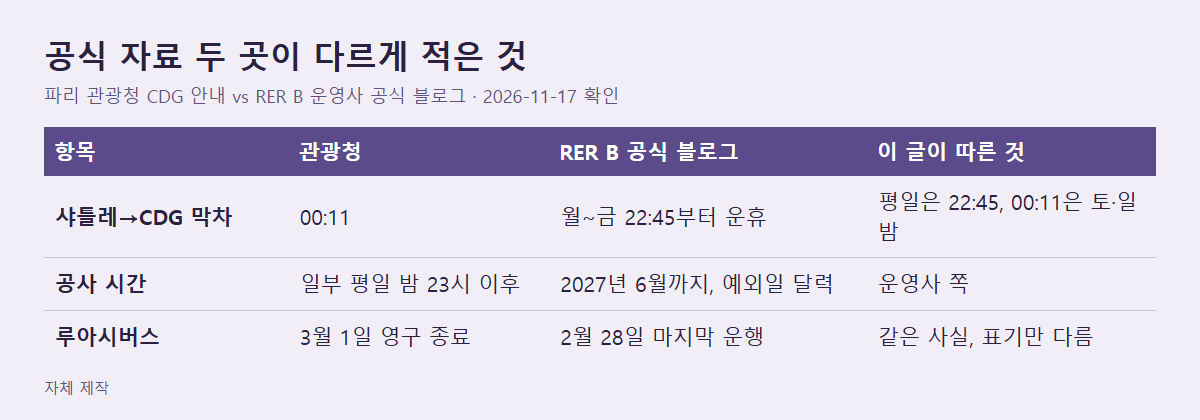 공식 자료 두 곳이 다르게 적은 것
파리 관광청 CDG 안내 vs RER B 운영사 공식 블로그 · 2026-11-17 확인
항목 관광청 RER B 공식 블로그 이 글이 따른 것
샤틀레→CDG 막차 00:11 월~금 22:45부터 운휴 평일은 22:45, 00:11은 토·일
밤
공사 시간 일부 평일 밤 23시 이후 2027년 6월까지, 예외일 달력 운영사 쪽
루아시버스 3월 1일 영구 종료 2월 28일 마지막 운행 같은 사실, 표기만 다름
자체 제작